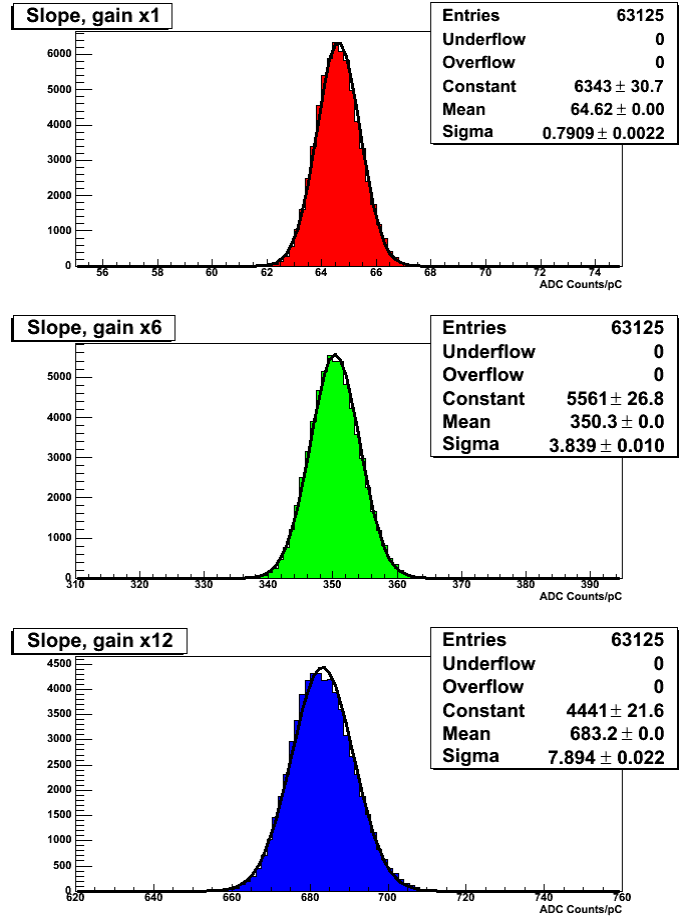 Slope, gain x1
Entries 63125
Underflow 0
Overflow 0
Constant 6343 ± 30.7
Mean 64.62 ± 0.00
Sigma 0.7909 ± 0.0022
6000
5000
4000
3000
2000
1000
0
56 58 60 62 64 66 68 70 72 74
ADC Counts/pC
Slope, gain x6
Entries 63125
Underflow 0
Overflow 0
Constant 5561 ± 26.8
Mean 350.3 ± 0.0
Sigma 3.839 ± 0.010
5000
4000
3000
2000
1000
0
310 320 330 340 350 360 370 380 390
ADC Counts/pC
Slope, gain x12
Entries 63125
Underflow 0
Overflow 0
Constant 4441 ± 21.6
Mean 683.2 ± 0.0
Sigma 7.894 ± 0.022
4500
4000
3500
3000
2500
2000
1500
1000
500
0
620 640 660 680 700 720 740 760
ADC Counts/pC